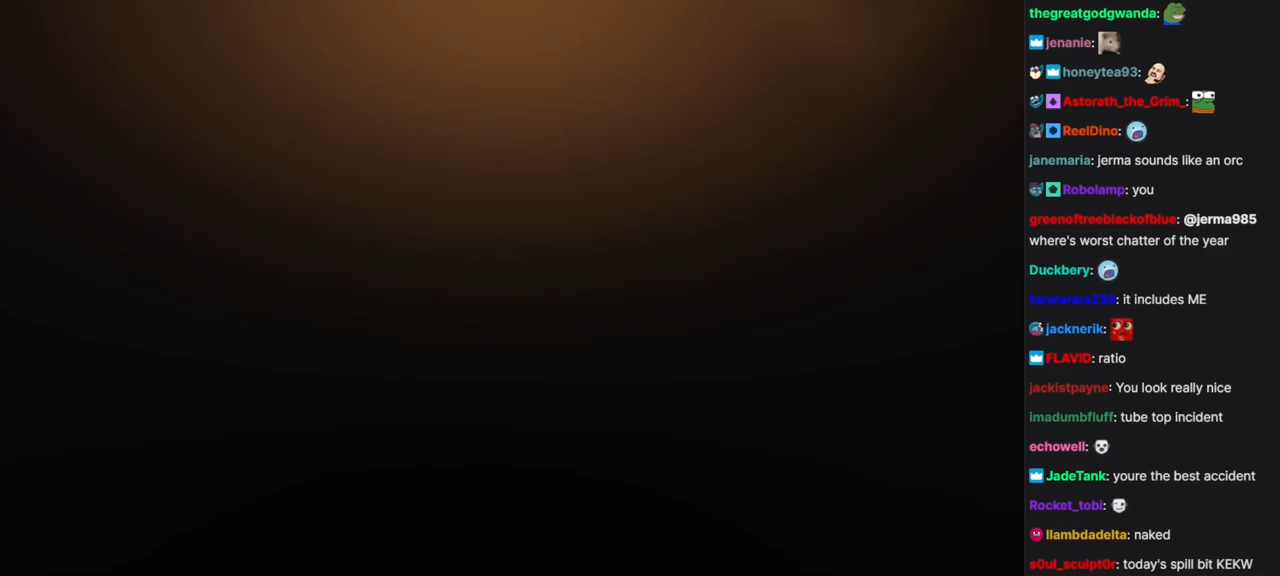 thegreatgodgwanda:
jenanie:
honeytea93:
Astorath_the_Grim_:
ReelDino:
janemaria: jerma sounds like an orc
Robolamp: you
greenoftreeblackofblue: @jerma985
where's worst chatter of the year
Duckbery:
tarararara256: it includes ME
jacknerik:
FLAVID: ratio
jackistpayne: You look really nice
imadumbfluff: tube top incident
echowell:
JadeTank: youre the best accident
Rocket_tobi:
llambdadelta: naked
s0ul_sculpt0r: today's spill bit KEKW